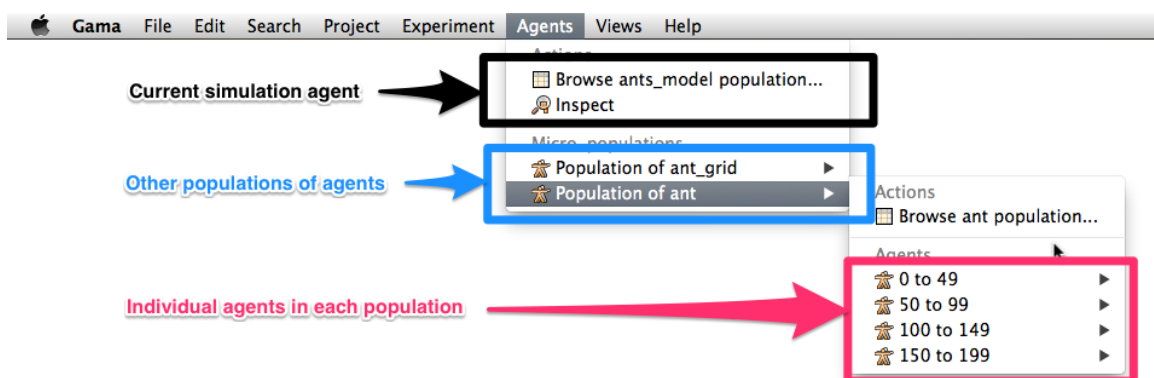 Gama File Edit Search Project Experiment Agents Views Help
Actions
Browse ants_model population...
Current simulation agent
Inspect
Micro-populations
Population of ant_grid
Other populations of agents
Population of ant
Actions
Browse ant population...
Agents
0 to 49
50 to 99
Individual agents in each population
100 to 149
150 to 199